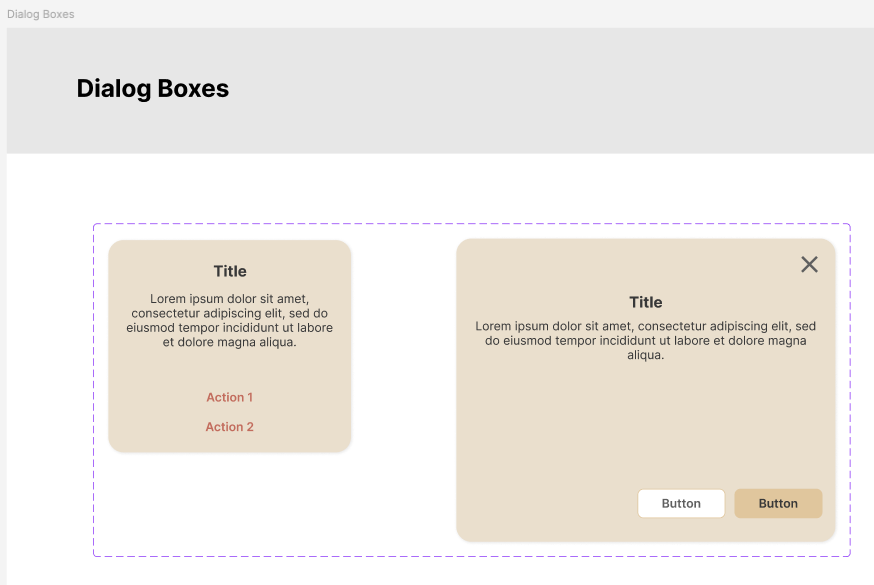 Dialog Boxes
Dialog Boxes
Title
Lorem ipsum dolor sit amet,
consectetur adipiscing elit, sed do
eiusmod tempor incididunt ut labore
et dolore magna aliqua.
Action 1
Action 2
Title
Lorem ipsum dolor sit amet, consectetur adipiscing elit, sed
do eiusmod tempor incididunt ut labore et dolore magna
aliqua.
Button
Button